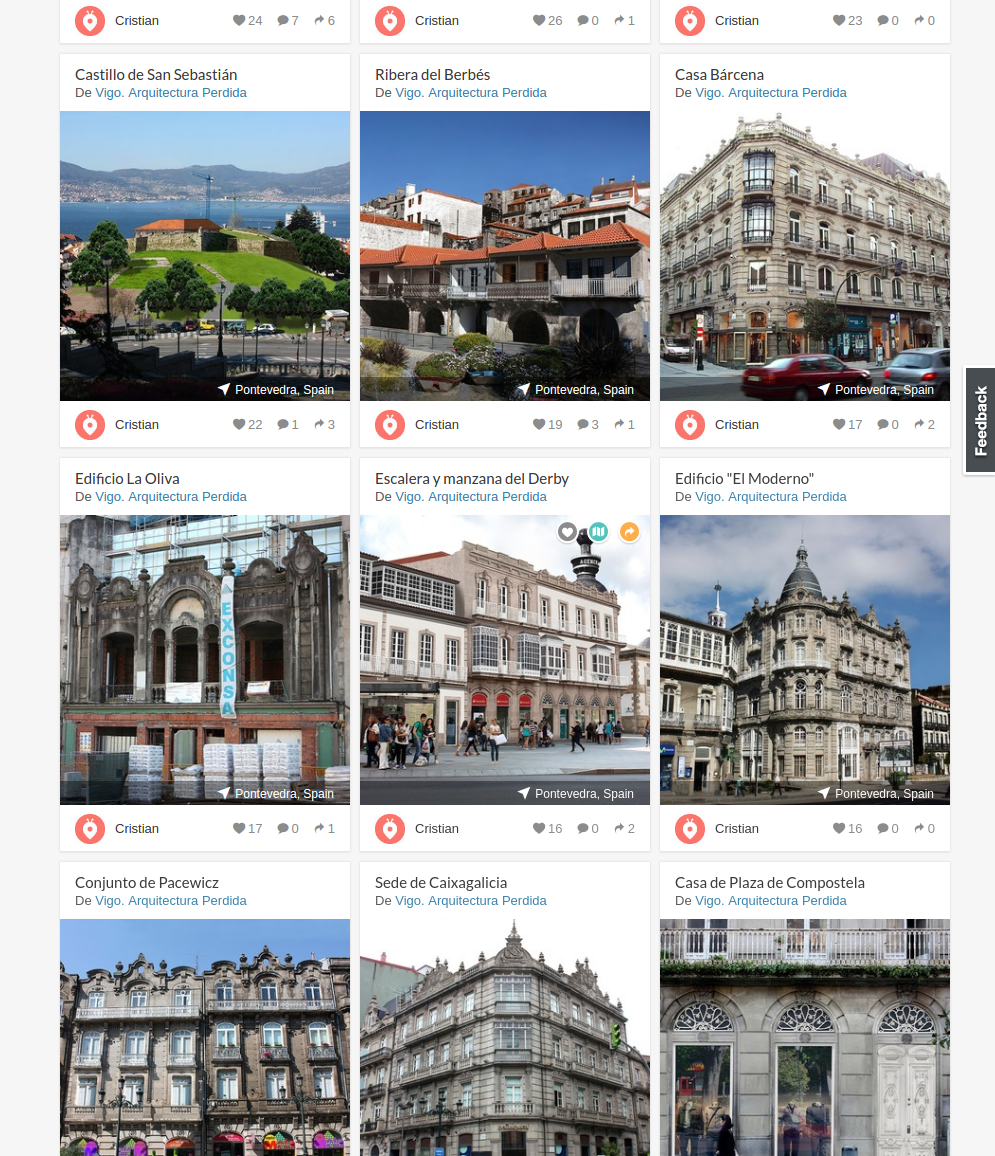 Cristian 24 7 6
Cristian 26 0 1
Cristian 23 0 0
Castillo de San Sebastián
De Vigo. Arquitectura Perdida
Pontevedra, Spain
Cristian 22 1 3
Ribera del Berbés
De Vigo. Arquitectura Perdida
Pontevedra, Spain
Cristian 19 3 1
Casa Bárcena
De Vigo. Arquitectura Perdida
Pontevedra, Spain
Cristian 17 0 2
Feedback
Edificio La Oliva
De Vigo. Arquitectura Perdida
EXCONSA
Pontevedra, Spain
Cristian 17 0 1
Escalera y manzana del Derby
De Vigo. Arquitectura Perdida
AGENCIA
Pontevedra, Spain
Cristian 16 0 2
Edificio "El Moderno"
De Vigo. Arquitectura Perdida
Pontevedra, Spain
Cristian 16 0 0
Conjunto de Pacewicz
De Vigo. Arquitectura Perdida
Sede de Caixagalicia
De Vigo. Arquitectura Perdida
Casa de Plaza de Compostela
De Vigo. Arquitectura Perdida